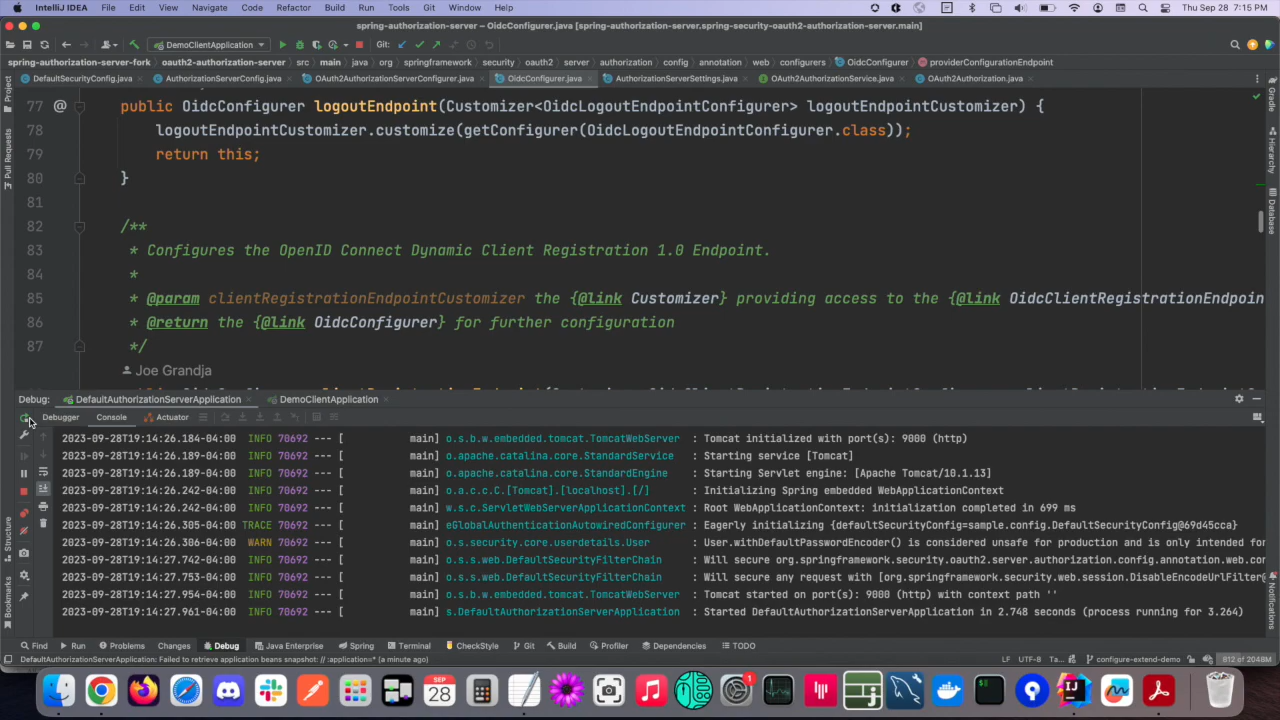 IntelliJ IDEA File Edit View Navigate Code Refactor Build Run Tools Git Window Help Thu Sep 28 7:15 PM
spring-authorization-server – OidcConfigurer.java [spring-authorization-server.spring-security-oauth2-authorization-server.main]
DemoClientApplication Git:
spring-authorization-server-fork oauth2-authorization-server src main java org springframework security oauth2 server authorization config annotation web configurers OidcConfigurer providerConfigurationEndpoint
DefaultSecurityConfig.java AuthorizationServerConfig.java OAuth2AuthorizationServerConfigurer.java OidcConfigurer.java AuthorizationServerSettings.java OAuth2AuthorizationService.java OAuth2Authorization.java
77 @ public OidcConfigurer logoutEndpoint(Customizer<OidcLogoutEndpointConfigurer> logoutEndpointCustomizer) {
78 logoutEndpointCustomizer.customize(getConfigurer(OidcLogoutEndpointConfigurer.class));
79 return this;
80 }
81
82 /**
83 * Configures the OpenID Connect Dynamic Client Registration 1.0 Endpoint.
84 *
85 * @param clientRegistrationEndpointCustomizer the {@link Customizer} providing access to the {@link OidcClientRegistrationEndpoin
86 * @return the {@link OidcConfigurer} for further configuration
87 */
Joe Grandja
Debug: DefaultAuthorizationServerApplication DemoClientApplication
Debugger Console Actuator
2023-09-28T19:14:26.184-04:00 INFO 70692 --- [ main] o.s.b.w.embedded.tomcat.TomcatWebServer : Tomcat initialized with port(s): 9000 (http)
2023-09-28T19:14:26.189-04:00 INFO 70692 --- [ main] o.apache.catalina.core.StandardService : Starting service [Tomcat]
2023-09-28T19:14:26.189-04:00 INFO 70692 --- [ main] o.apache.catalina.core.StandardEngine : Starting Servlet engine: [Apache Tomcat/10.1.13]
2023-09-28T19:14:26.242-04:00 INFO 70692 --- [ main] o.a.c.c.C.[Tomcat].[localhost].[/] : Initializing Spring embedded WebApplicationContext
2023-09-28T19:14:26.242-04:00 INFO 70692 --- [ main] w.s.c.ServletWebServerApplicationContext : Root WebApplicationContext: initialization completed in 699 ms
2023-09-28T19:14:26.305-04:00 TRACE 70692 --- [ main] eGlobalAuthenticationAutowiredConfigurer : Eagerly initializing {defaultSecurityConfig=sample.config.DefaultSecurityConfig@69d45cca}
2023-09-28T19:14:26.306-04:00 WARN 70692 --- [ main] o.s.security.core.userdetails.User : User.withDefaultPasswordEncoder() is considered unsafe for production and is only intended for
2023-09-28T19:14:27.742-04:00 INFO 70692 --- [ main] o.s.s.web.DefaultSecurityFilterChain : Will secure org.springframework.security.oauth2.server.authorization.config.annotation.web.con
2023-09-28T19:14:27.753-04:00 INFO 70692 --- [ main] o.s.s.web.DefaultSecurityFilterChain : Will secure any request with [org.springframework.security.web.session.DisableEncodeUrlFilter@
2023-09-28T19:14:27.954-04:00 INFO 70692 --- [ main] o.s.b.w.embedded.tomcat.TomcatWebServer : Tomcat started on port(s): 9000 (http) with context path ''
2023-09-28T19:14:27.961-04:00 INFO 70692 --- [ main] s.DefaultAuthorizationServerApplication : Started DefaultAuthorizationServerApplication in 2.748 seconds (process running for 3.264)
Find Run Problems Changes Debug Java Enterprise Spring Terminal CheckStyle Git Build Profiler Dependencies TODO
DefaultAuthorizationServerApplication: Failed to retrieve application beans snapshot: // :application=* (a minute ago) LF UTF-8 Ta... configure-extend-demo 812 of 2048M
Project
Pull Requests
Structure
Bookmarks
Gradle
Hierarchy
Database
Notifications
SEP
28
1